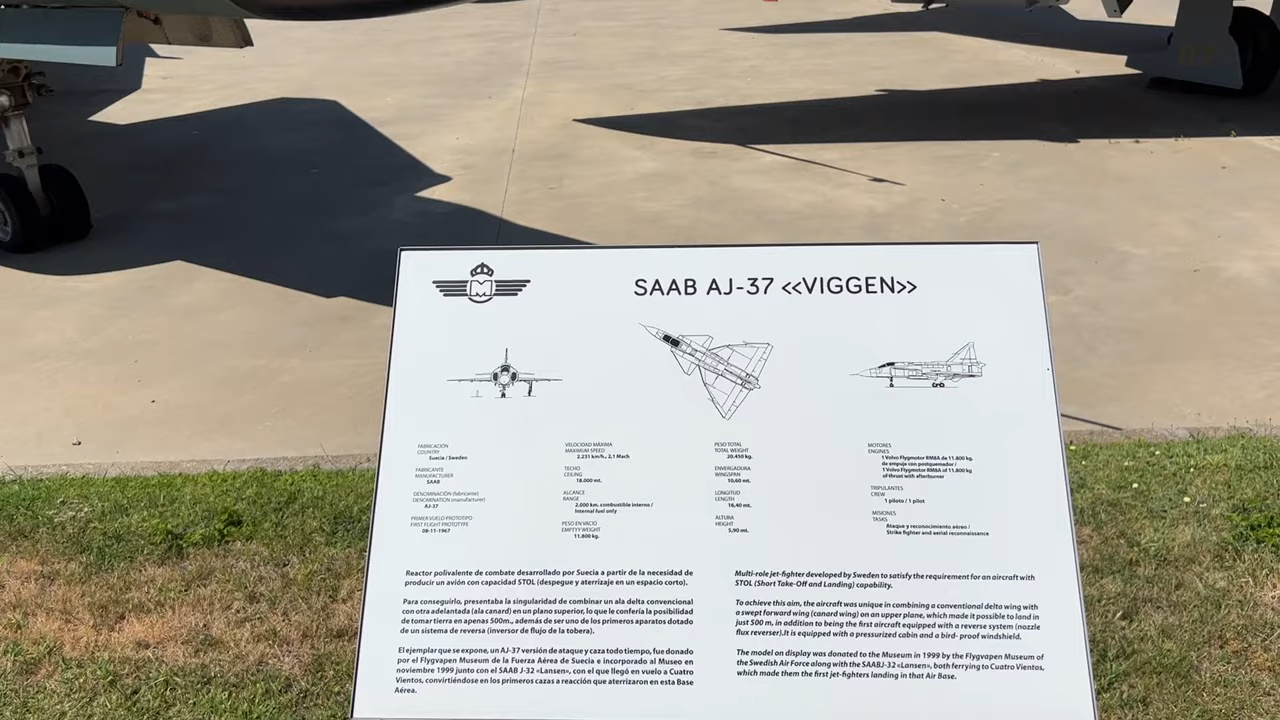 SAAB AJ-37 <<VIGGEN>>
M
FABRICACIÓN
COUNTRY
Suecia / Sweden
FABRICANTE
MANUFACTURER
SAAB
DENOMINACIÓN (fabricante)
DENOMINATION (manufacturer)
AJ-37
PRIMER VUELO PROTOTIPO
FIRST FLIGHT PROTOTYPE
08-11-1967
VELOCIDAD MÁXIMA
MAXIMUM SPEED
2.231 km/h., 2,1 Mach
TECHO
CEILING
18.000 mt.
ALCANCE
RANGE
2.000 km. combustible interno /
Internal fuel only
PESO EN VACIO
EMPTYY WEIGHT
11.800 kg.
PESO TOTAL
TOTAL WEIGHT
20.450 kg.
ENVERGADURA
WINGSPAN
10,60 mt.
LONGITUD
LENGTH
16,40 mt.
ALTURA
HEIGHT
5,90 mt.
MOTORES
ENGINES
1 Volvo Flygmotor RM8A de 11.800 kg.
de empuje con postquemador /
1 Volvo Flygmotor RM8A of 11.800 kg
of thrust with afterburner
TRIPULANTES
CREW
1 piloto / 1 pilot
MISIONES
TASKS
Ataque y reconocimiento aéreo /
Strike fighter and aerial reconnaissance
Reactor polivalente de combate desarrollado por Suecia a partir de la necesidad de
producir un avión con capacidad STOL (despegue y aterrizaje en un espacio corto).
Para conseguirlo, presentaba la singularidad de combinar un ala delta convencional
con otra adelantada (ala canard) en un plano superior, lo que le confería la posibilidad
de tomar tierra en apenas 500m., además de ser uno de los primeros aparatos dotado
de un sistema de reversa (inversor de flujo de la tobera).
El ejemplar que se expone, un AJ-37 versión de ataque y caza todo tiempo, fue donado
por el Flygvapen Museum de la Fuerza Aérea de Suecia e incorporado al Museo en
noviembre 1999 junto con el SAAB J-32 «Lansen», con el que llegó en vuelo a Cuatro
Vientos, convirtiéndose en los primeros cazas a reacción que aterrizaron en esta Base
Aérea.
Multi-role jet-fighter developed by Sweden to satisfy the requirement for an aircraft with
STOL (Short Take-Off and Landing) capability.
To achieve this aim, the aircraft was unique in combining a conventional delta wing with
a swept forward wing (canard wing) on an upper plane, which made it possible to land in
just 500 m, in addition to being the first aircraft equipped with a reverse system (nozzle
flux reverser).It is equipped with a pressurized cabin and a bird- proof windshield.
The model on display was donated to the Museum in 1999 by the Flygvapen Museum of
the Swedish Air Force along with the SAABJ-32 «Lansen», both ferrying to Cuatro Vientos,
which made them the first jet-fighters landing in that Air Base.